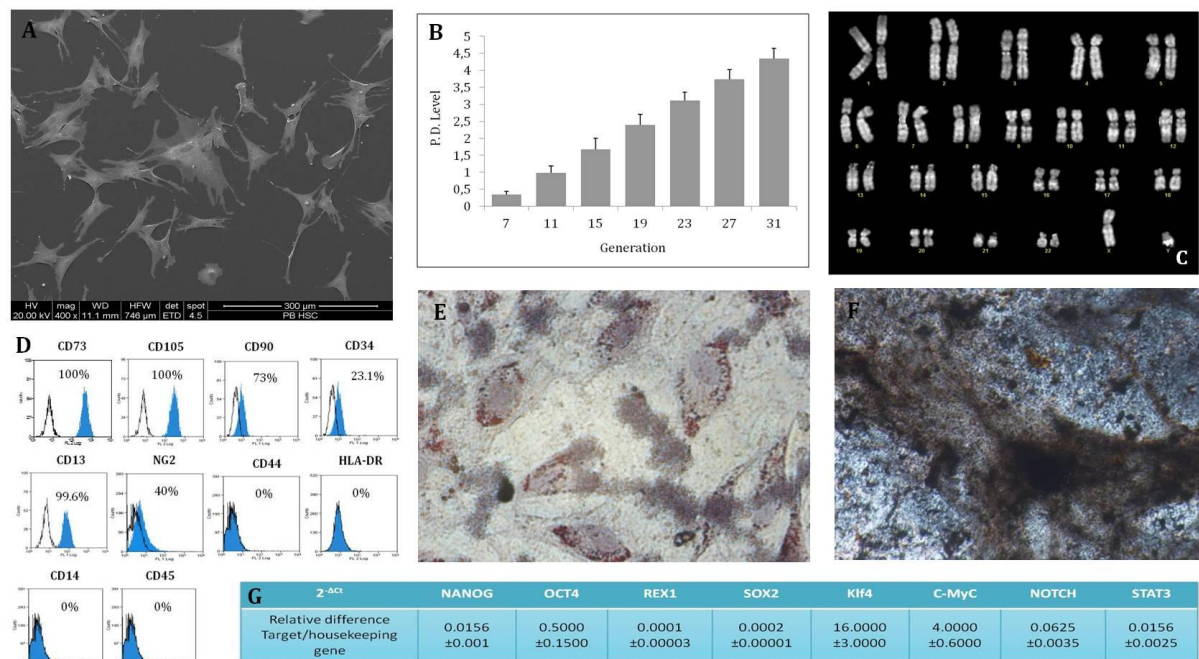 A
HV mag WD HFW det spot
300 µm
20.00 kV 400 x 11.1 mm 746 µm ETD 4.5
PB HSC
B
5
4,5
4
3,5
3
2,5
2
1,5
1
0,5
0
P.D. Level
7 11 15 19 23 27 31
Generation
1 2 3 4 5
6 7 8 9 10 11 12
13 14 15 16 17 18
19 20 21 22 X Y
C
D
CD73 CD105 CD90 CD34
100% 100% 73% 23.1%
CD13 NG2 CD44 HLA-DR
99.6% 40% 0% 0%
CD14 CD45
0% 0%
E
F
G
2-ΔCt NANOG OCT4 REX1 SOX2 Klf4 C-MyC NOTCH STAT3
Relative difference
Target/housekeeping
gene
0.0156 0.5000 0.0001 0.0002 16.0000 4.0000 0.0625 0.0156
±0.001 ±0.1500 ±0.00003 ±0.00001 ±3.0000 ±0.6000 ±0.0035 ±0.0025